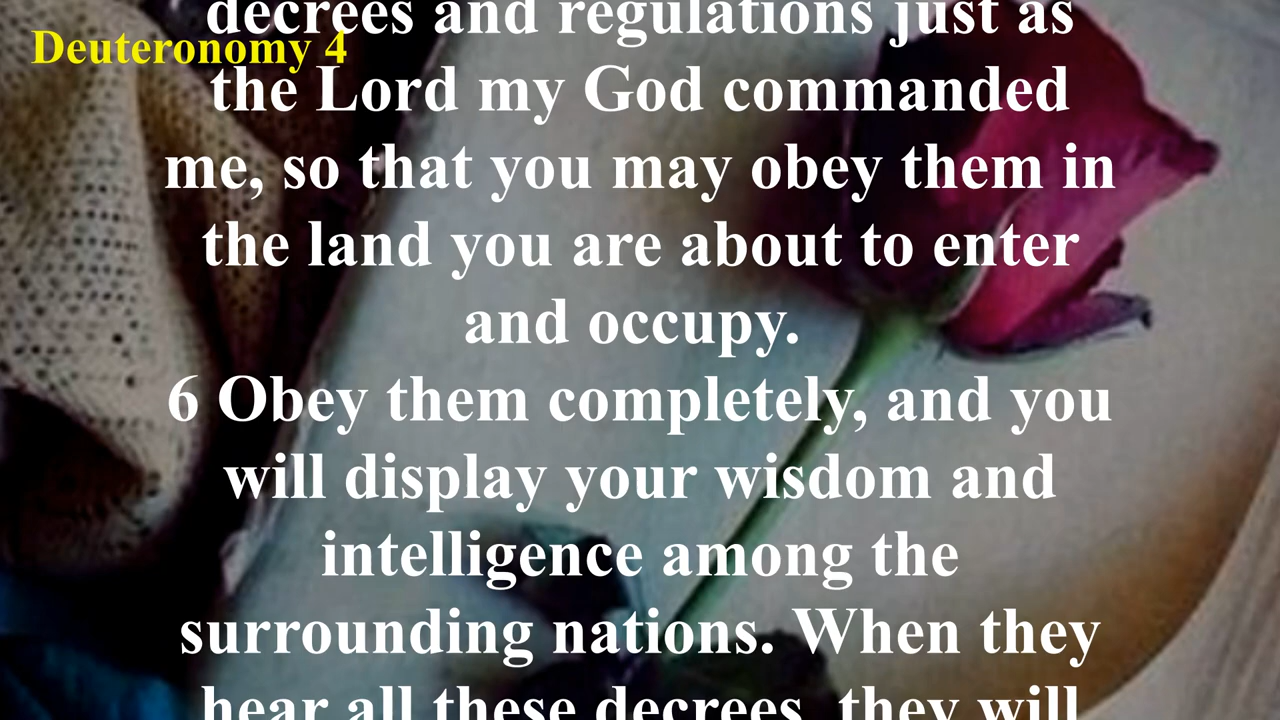 decrees and regulations just as
Deuteronomy 4
the Lord my God commanded
me, so that you may obey them in
the land you are about to enter
and occupy.
6 Obey them completely, and you
will display your wisdom and
intelligence among the
surrounding nations. When they
hear all these decrees, they will